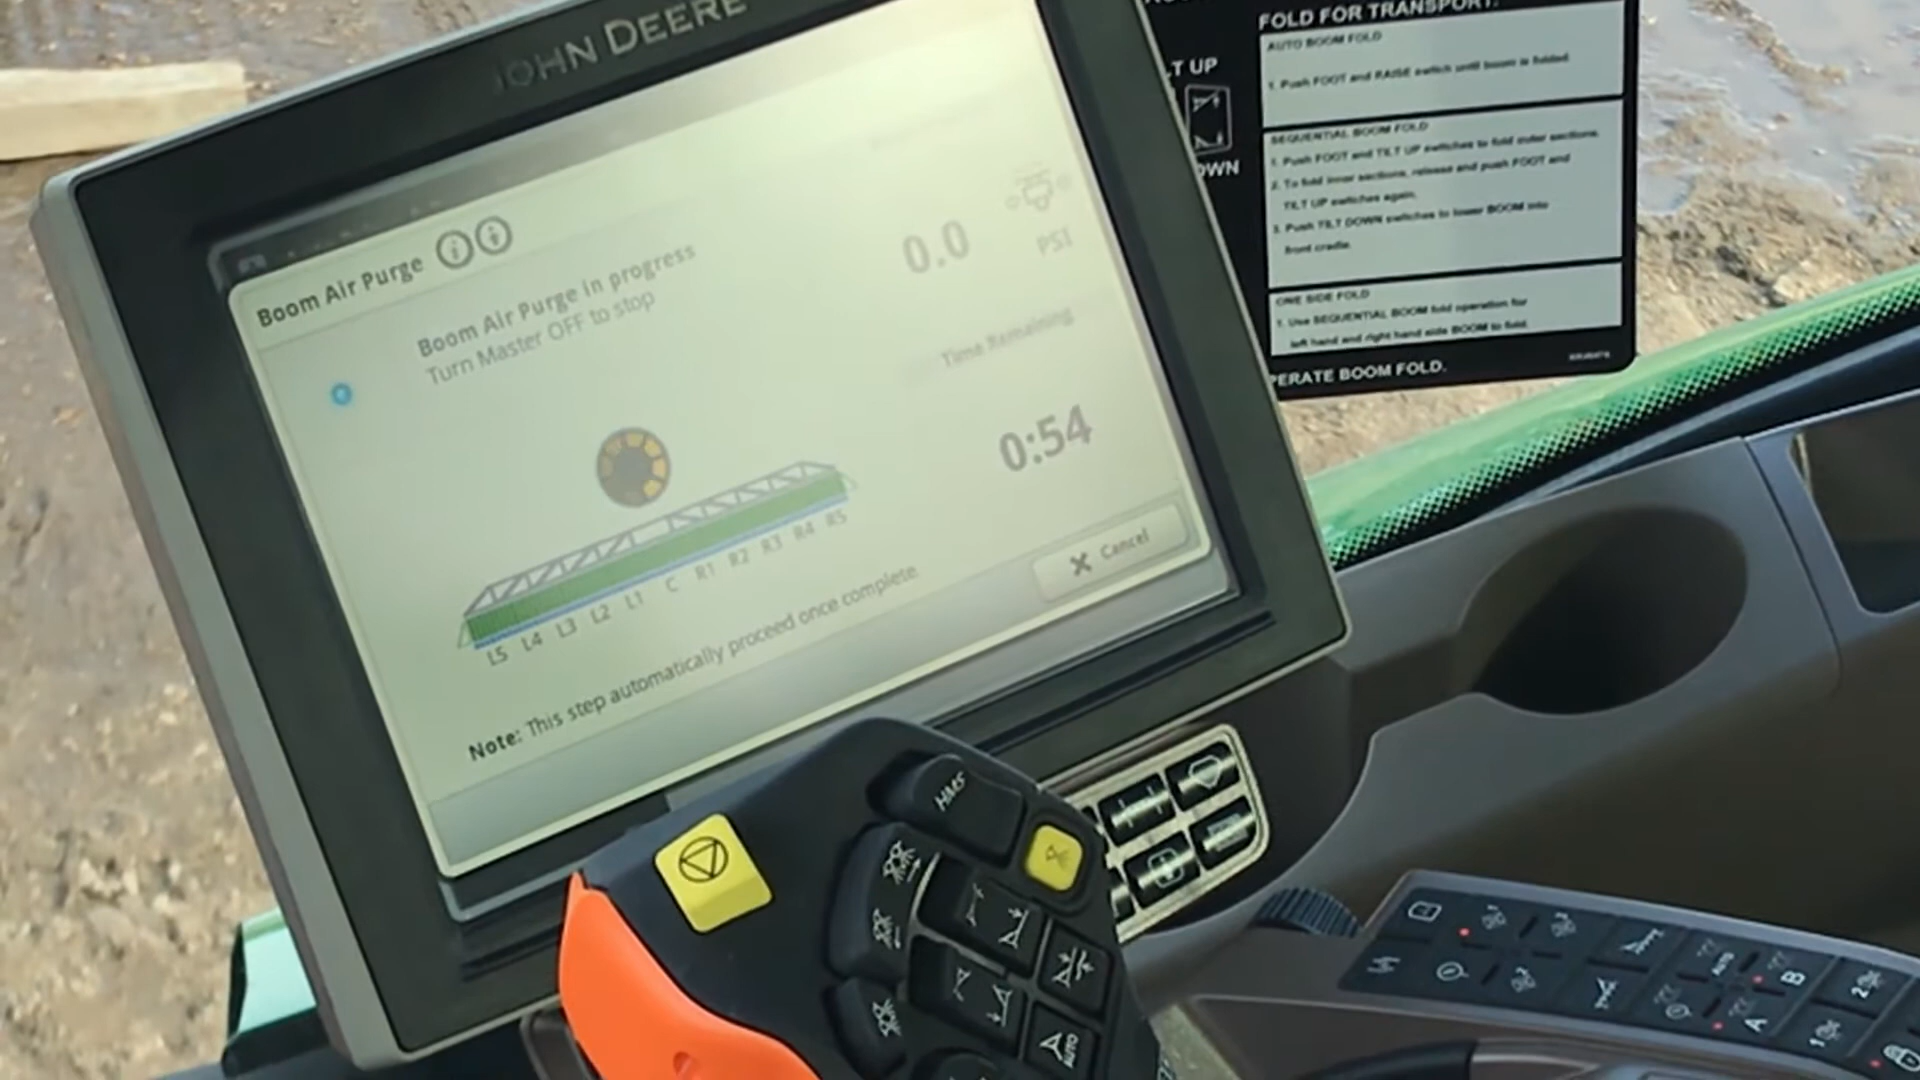 JOHN DEERE
Boom Air Purge
Boom Air Purge in progress
Turn Master OFF to stop
0.0
PSI
Time Remaining
0:54
L5 L4 L3 L2 L1 C R1 R2 R3 R4 R5
Cancel
Note: This step automatically proceed once complete
FOLD FOR TRANSPORT.
AUTO BOOM FOLD
1. Push FOOT and RAISE switch until boom is folded.
LT UP
OWN
SEQUENTIAL BOOM FOLD
1. Push FOOT and TILT UP switches to fold outer sections.
2. To fold inner sections, release and push FOOT and
TILT UP switches again.
3. Push TILT DOWN switches to lower BOOM into
front cradle.
ONE SIDE FOLD
1. Use SEQUENTIAL BOOM fold operation for
left hand and right hand side BOOM to fold.
PERATE BOOM FOLD.
HMS
AUTO
AUTO
B
A
2
1